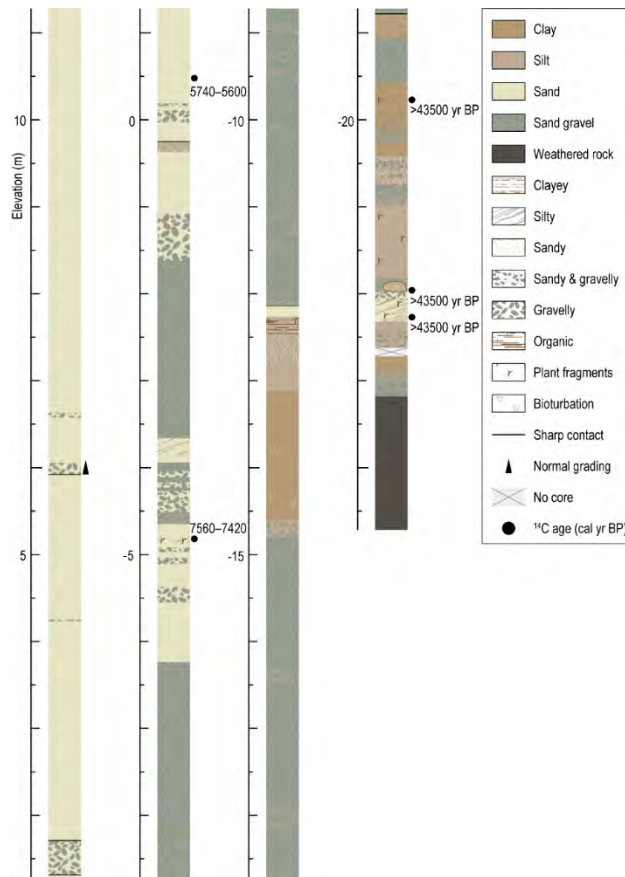 Elevation (m)
10
5
0
-5
5740–5600
7560–7420
-10
-15
-20
>43500 yr BP
>43500 yr BP
>43500 yr BP
Clay
Silt
Sand
Sand gravel
Weathered rock
Clayey
Silty
Sandy
Sandy & gravelly
Gravelly
Organic
Plant fragments
Bioturbation
Sharp contact
Normal grading
No core
¹⁴C age (cal yr BP)